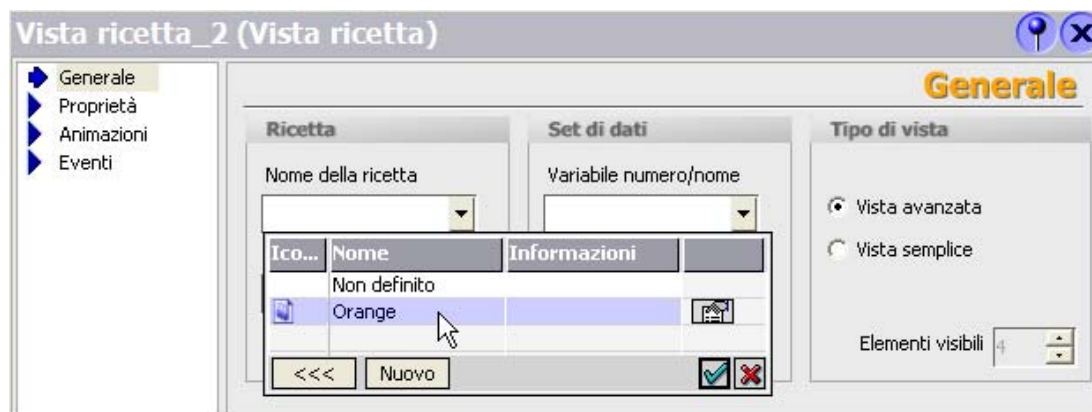 Vista ricetta_2 (Vista ricetta)
Generale
Proprietà
Animazioni
Eventi
Generale
Ricetta
Nome della ricetta
Set di dati
Variabile numero/nome
Tipo di vista
Vista avanzata
Vista semplice
Elementi visibili 4
Ico... Nome Informazioni
Non definito
Orange
<<< Nuovo